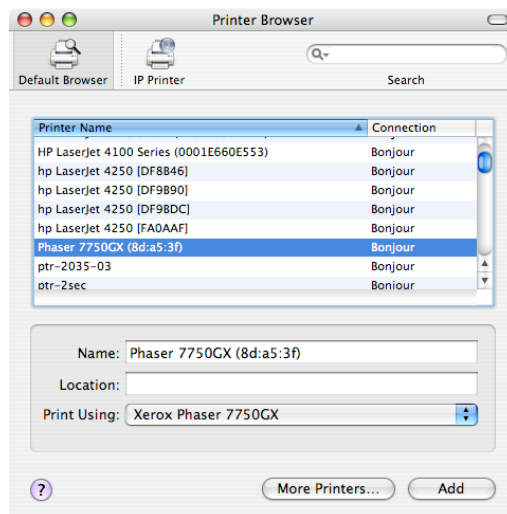 Printer Browser
Default Browser IP Printer Search
Printer Name Connection
HP LaserJet 4100 Series (0001E660E553) Bonjour
hp LaserJet 4250 [DF8B46] Bonjour
hp LaserJet 4250 [DF9B90] Bonjour
hp LaserJet 4250 [DF9BDC] Bonjour
hp LaserJet 4250 [FA0AAF] Bonjour
Phaser 7750GX (8d:a5:3f) Bonjour
ptr-2035-03 Bonjour
ptr-2sec Bonjour
Name: Phaser 7750GX (8d:a5:3f)
Location:
Print Using: Xerox Phaser 7750GX
? More Printers... Add